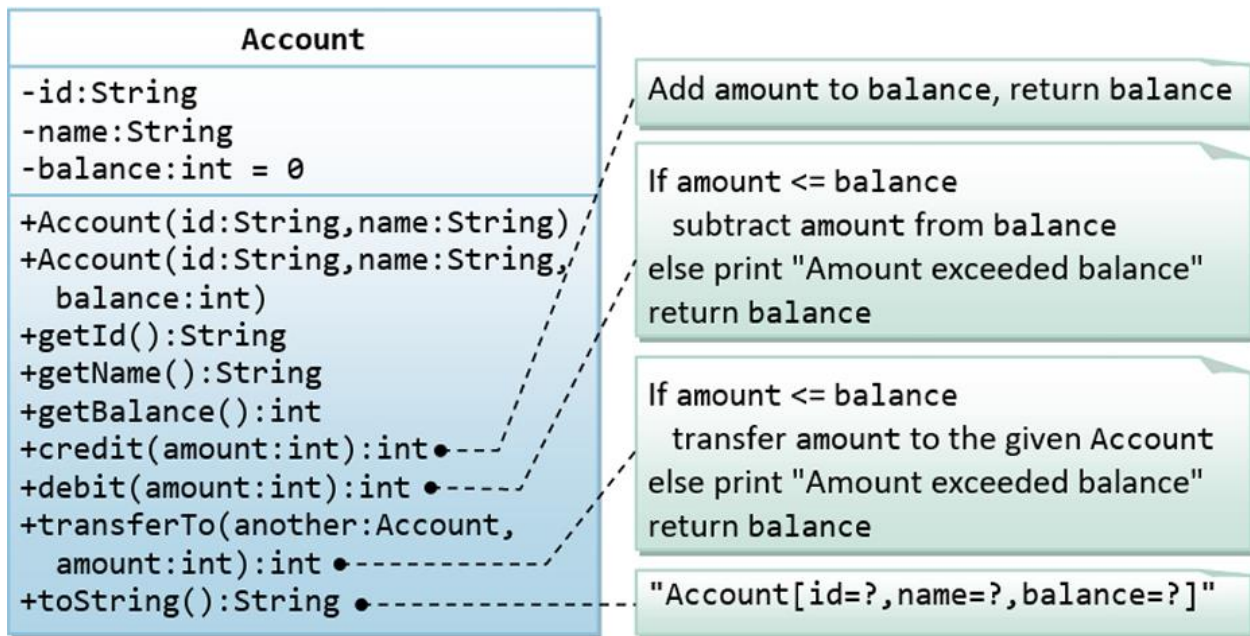 Account
-id:String
-name:String
-balance:int = 0
+Account(id:String,name:String)
+Account(id:String,name:String,
balance:int)
+getId():String
+getName():String
+getBalance():int
+credit(amount:int):int
+debit(amount:int):int
+transferTo(another:Account,
amount:int):int
+toString():String
Add amount to balance, return balance
If amount <= balance
subtract amount from balance
else print "Amount exceeded balance"
return balance
If amount <= balance
transfer amount to the given Account
else print "Amount exceeded balance"
return balance
"Account[id=?,name=?,balance=?]"